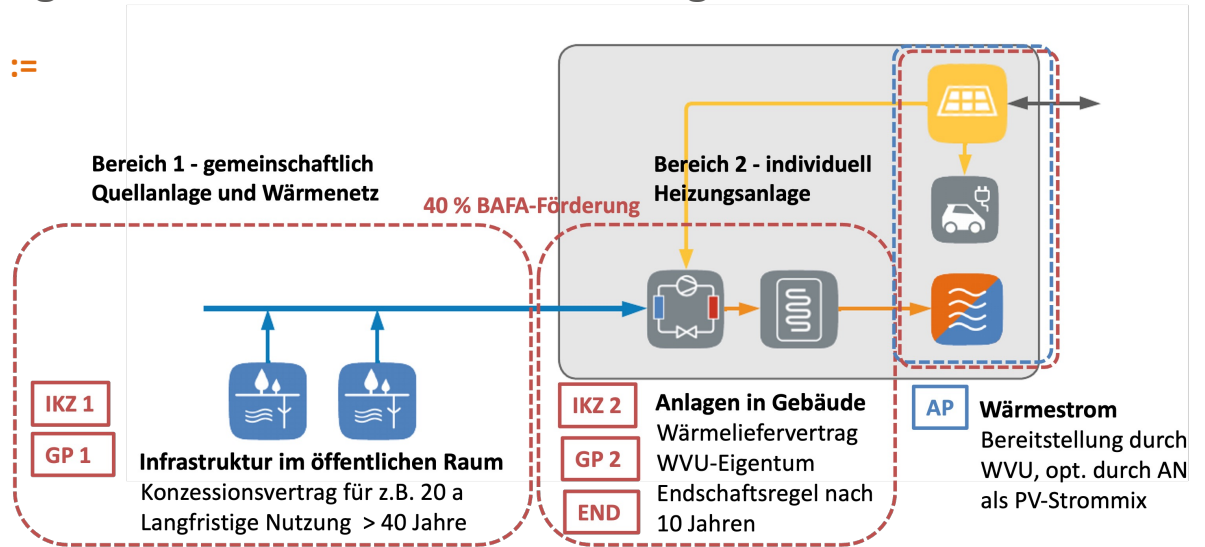 :=
Bereich 1 - gemeinschaftlich
Quellanlage und Wärmenetz
Bereich 2 - individuell
Heizungsanlage
40 % BAFA-Förderung
IKZ 1
GP 1
Infrastruktur im öffentlichen Raum
Konzessionsvertrag für z.B. 20 a
Langfristige Nutzung > 40 Jahre
IKZ 2
GP 2
END
Anlagen in Gebäude
Wärmeliefervertrag
WVU-Eigentum
Endschaftsregel nach
10 Jahren
AP
Wärmestrom
Bereitstellung durch
WVU, opt. durch AN
als PV-Strommix